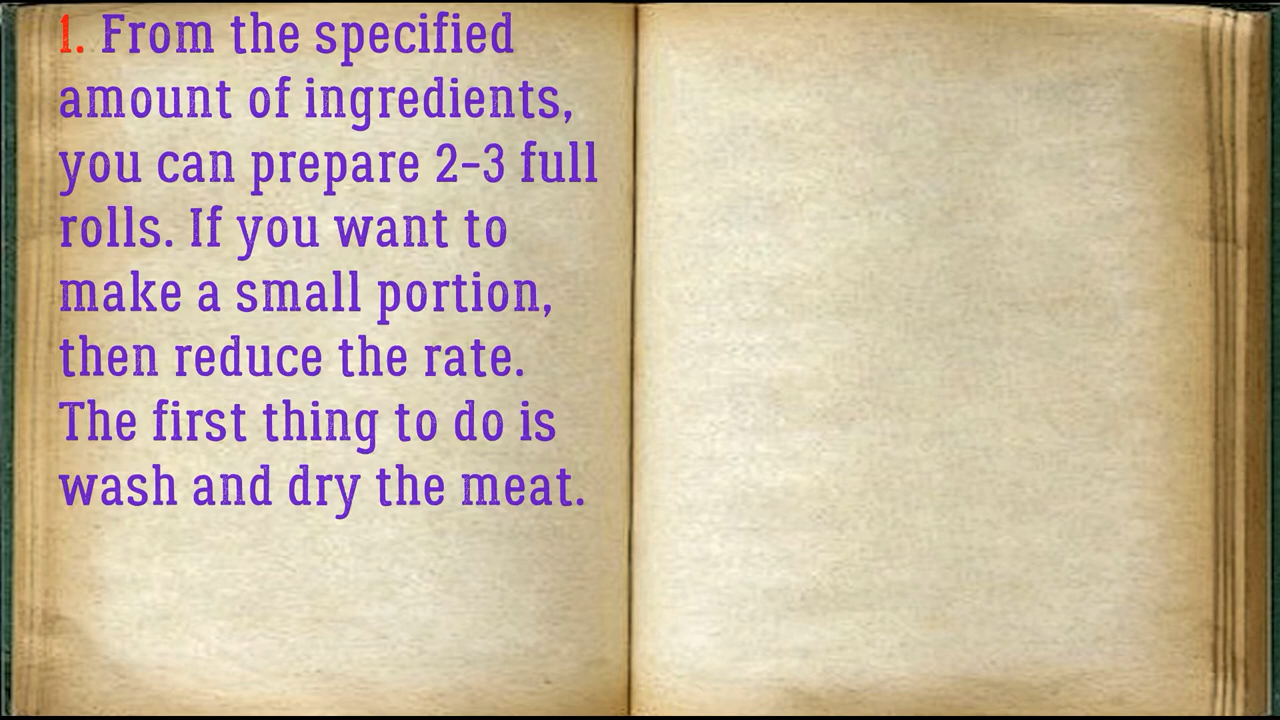 1. From the specified
amount of ingredients,
you can prepare 2-3 full
rolls. If you want to
make a small portion,
then reduce the rate.
The first thing to do is
wash and dry the meat.